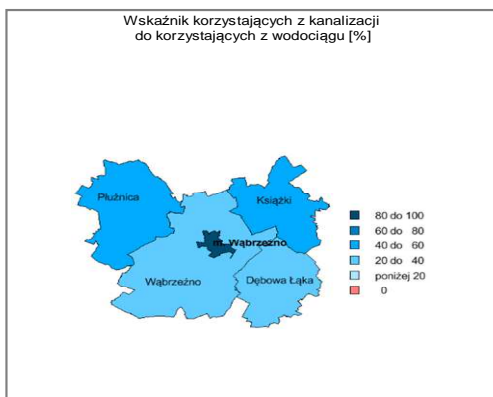 Wskaźnik korzystających z kanalizacji
do korzystających z wodociągu [%]
Płużnica
Książki
m. Wąbrzeźno
Wąbrzeźno
Dębowa Łąka
80 do 100
60 do 80
40 do 60
20 do 40
poniżej 20
0